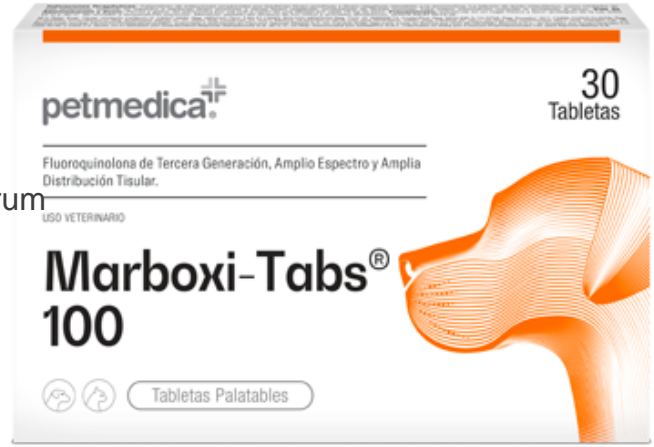 petmedica®
30
Tabletas
Fluoroquinolona de Tercera Generación, Amplio Espectro y Amplia
Distribución Tisular.
rum
USO VETERINARIO
Marboxi-Tabs®
100
Tabletas Palatables